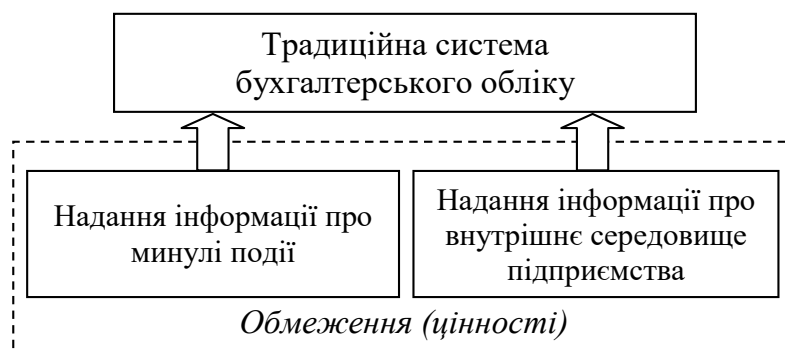 Традиційна система
бухгалтерського обліку
Надання інформації про
минулі події
Надання інформації про
внутрішнє середовище
підприємства
Обмеження (цінності)